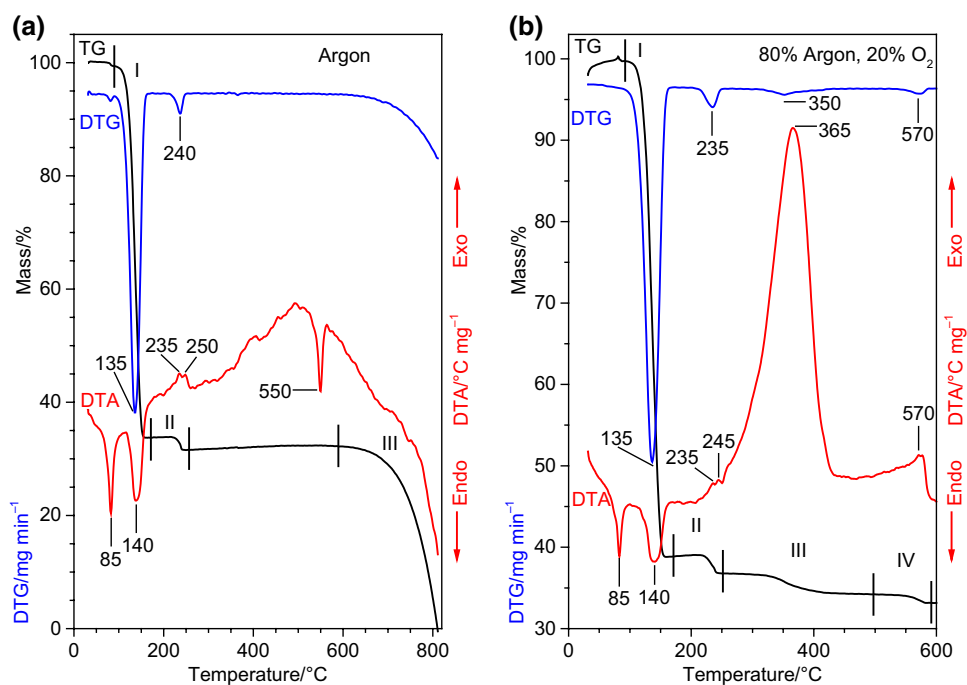 (a)
TG
I
Argon
100
DTG
240
80
Mass/%
60
Exo
DTA/°C mg⁻¹
Endo
235
250
135
40
DTA
550
II
III
20
85
140
DTG/mg min⁻¹
0
0
200
400
600
800
Temperature/°C
(b)
TG
I
80% Argon, 20% O₂
100
DTG
350
365
235
570
90
80
Mass/%
70
60
Exo
DTA/°C mg⁻¹
Endo
50
135
235
245
570
DTA
II
III
IV
40
85
140
DTG/mg min⁻¹
30
0
200
400
600
Temperature/°C